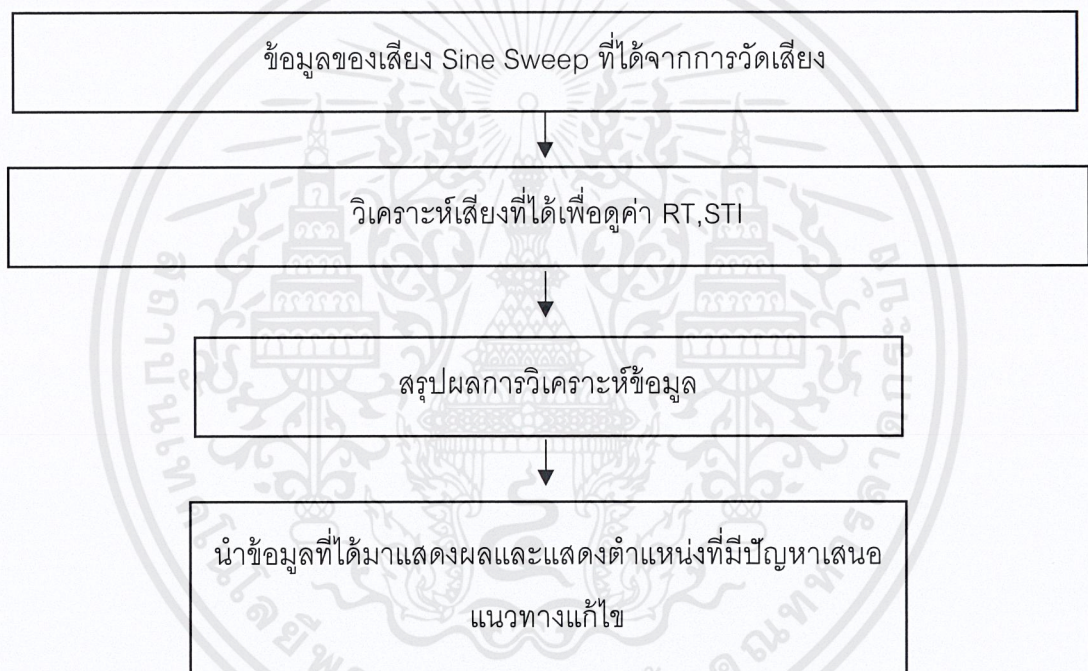 ข้อมูลของเสียง Sine Sweep ที่ได้จากการวัดเสียง
วิเคราะห์เสียงที่ได้เพื่อดูค่า RT,STI
สรุปผลการวิเคราะห์ข้อมูล
นำข้อมูลที่ได้มาแสดงผลและแสดงตำแหน่งที่มีปัญหาเสนอ
แนวทางแก้ไข